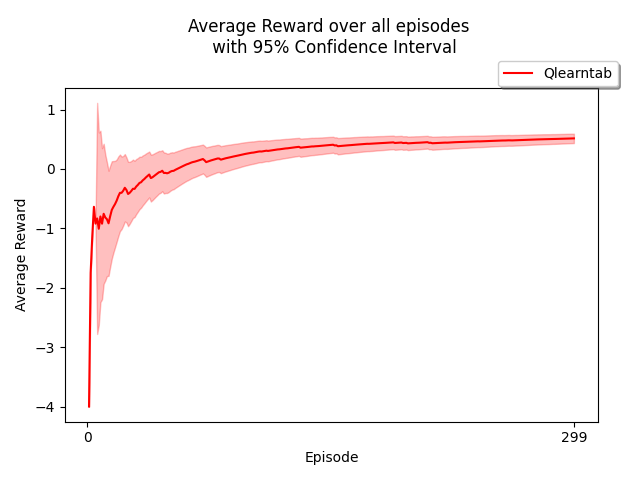 Average Reward over all episodes
with 95% Confidence Interval
Qlearntab
1
0
−1
−2
−3
−4
Average Reward
0
299
Episode